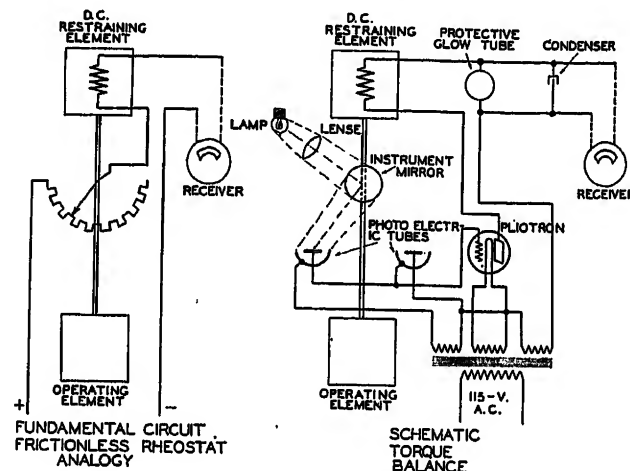 D.C.
RESTRAINING
ELEMENT
RECEIVER
OPERATING
ELEMENT
+
−
FUNDAMENTAL CIRCUIT
FRICTIONLESS RHEOSTAT
ANALOGY
D.C.
RESTRAINING
ELEMENT
PROTECTIVE
GLOW TUBE
CONDENSER
LAMP
LENSE
INSTRUMENT
MIRROR
RECEIVER
PHOTO ELECTR-
IC TUBES
PLIOTRON
OPERATING
ELEMENT
115-V.
A.C.
SCHEMATIC
TORQUE
BALANCE